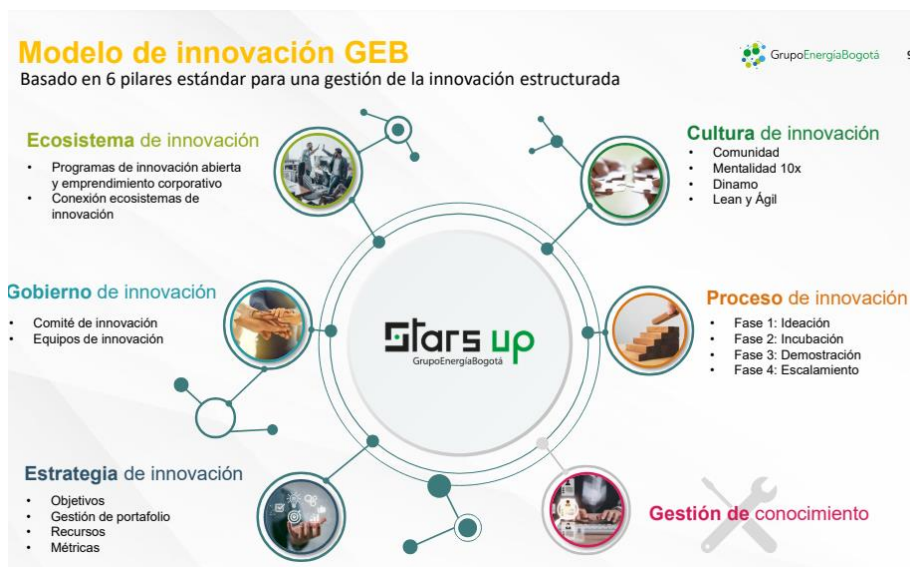 Modelo de innovación GEB
Basado en 6 pilares estándar para una gestión de la innovación estructurada
GrupoEnergíaBogotá
9
Ecosistema de innovación
• Programas de innovación abierta
y emprendimiento corporativo
• Conexión ecosistemas de
innovación
Cultura de innovación
• Comunidad
• Mentalidad 10x
• Dinamo
• Lean y Ágil
Gobierno de innovación
• Comité de innovación
• Equipos de innovación
Stars up
GrupoEnergíaBogotá
Proceso de innovación
• Fase 1: Ideación
• Fase 2: Incubación
• Fase 3: Demostración
• Fase 4: Escalamiento
Estrategia de innovación
• Objetivos
• Gestión de portafolio
• Recursos
• Métricas
Gestión de conocimiento